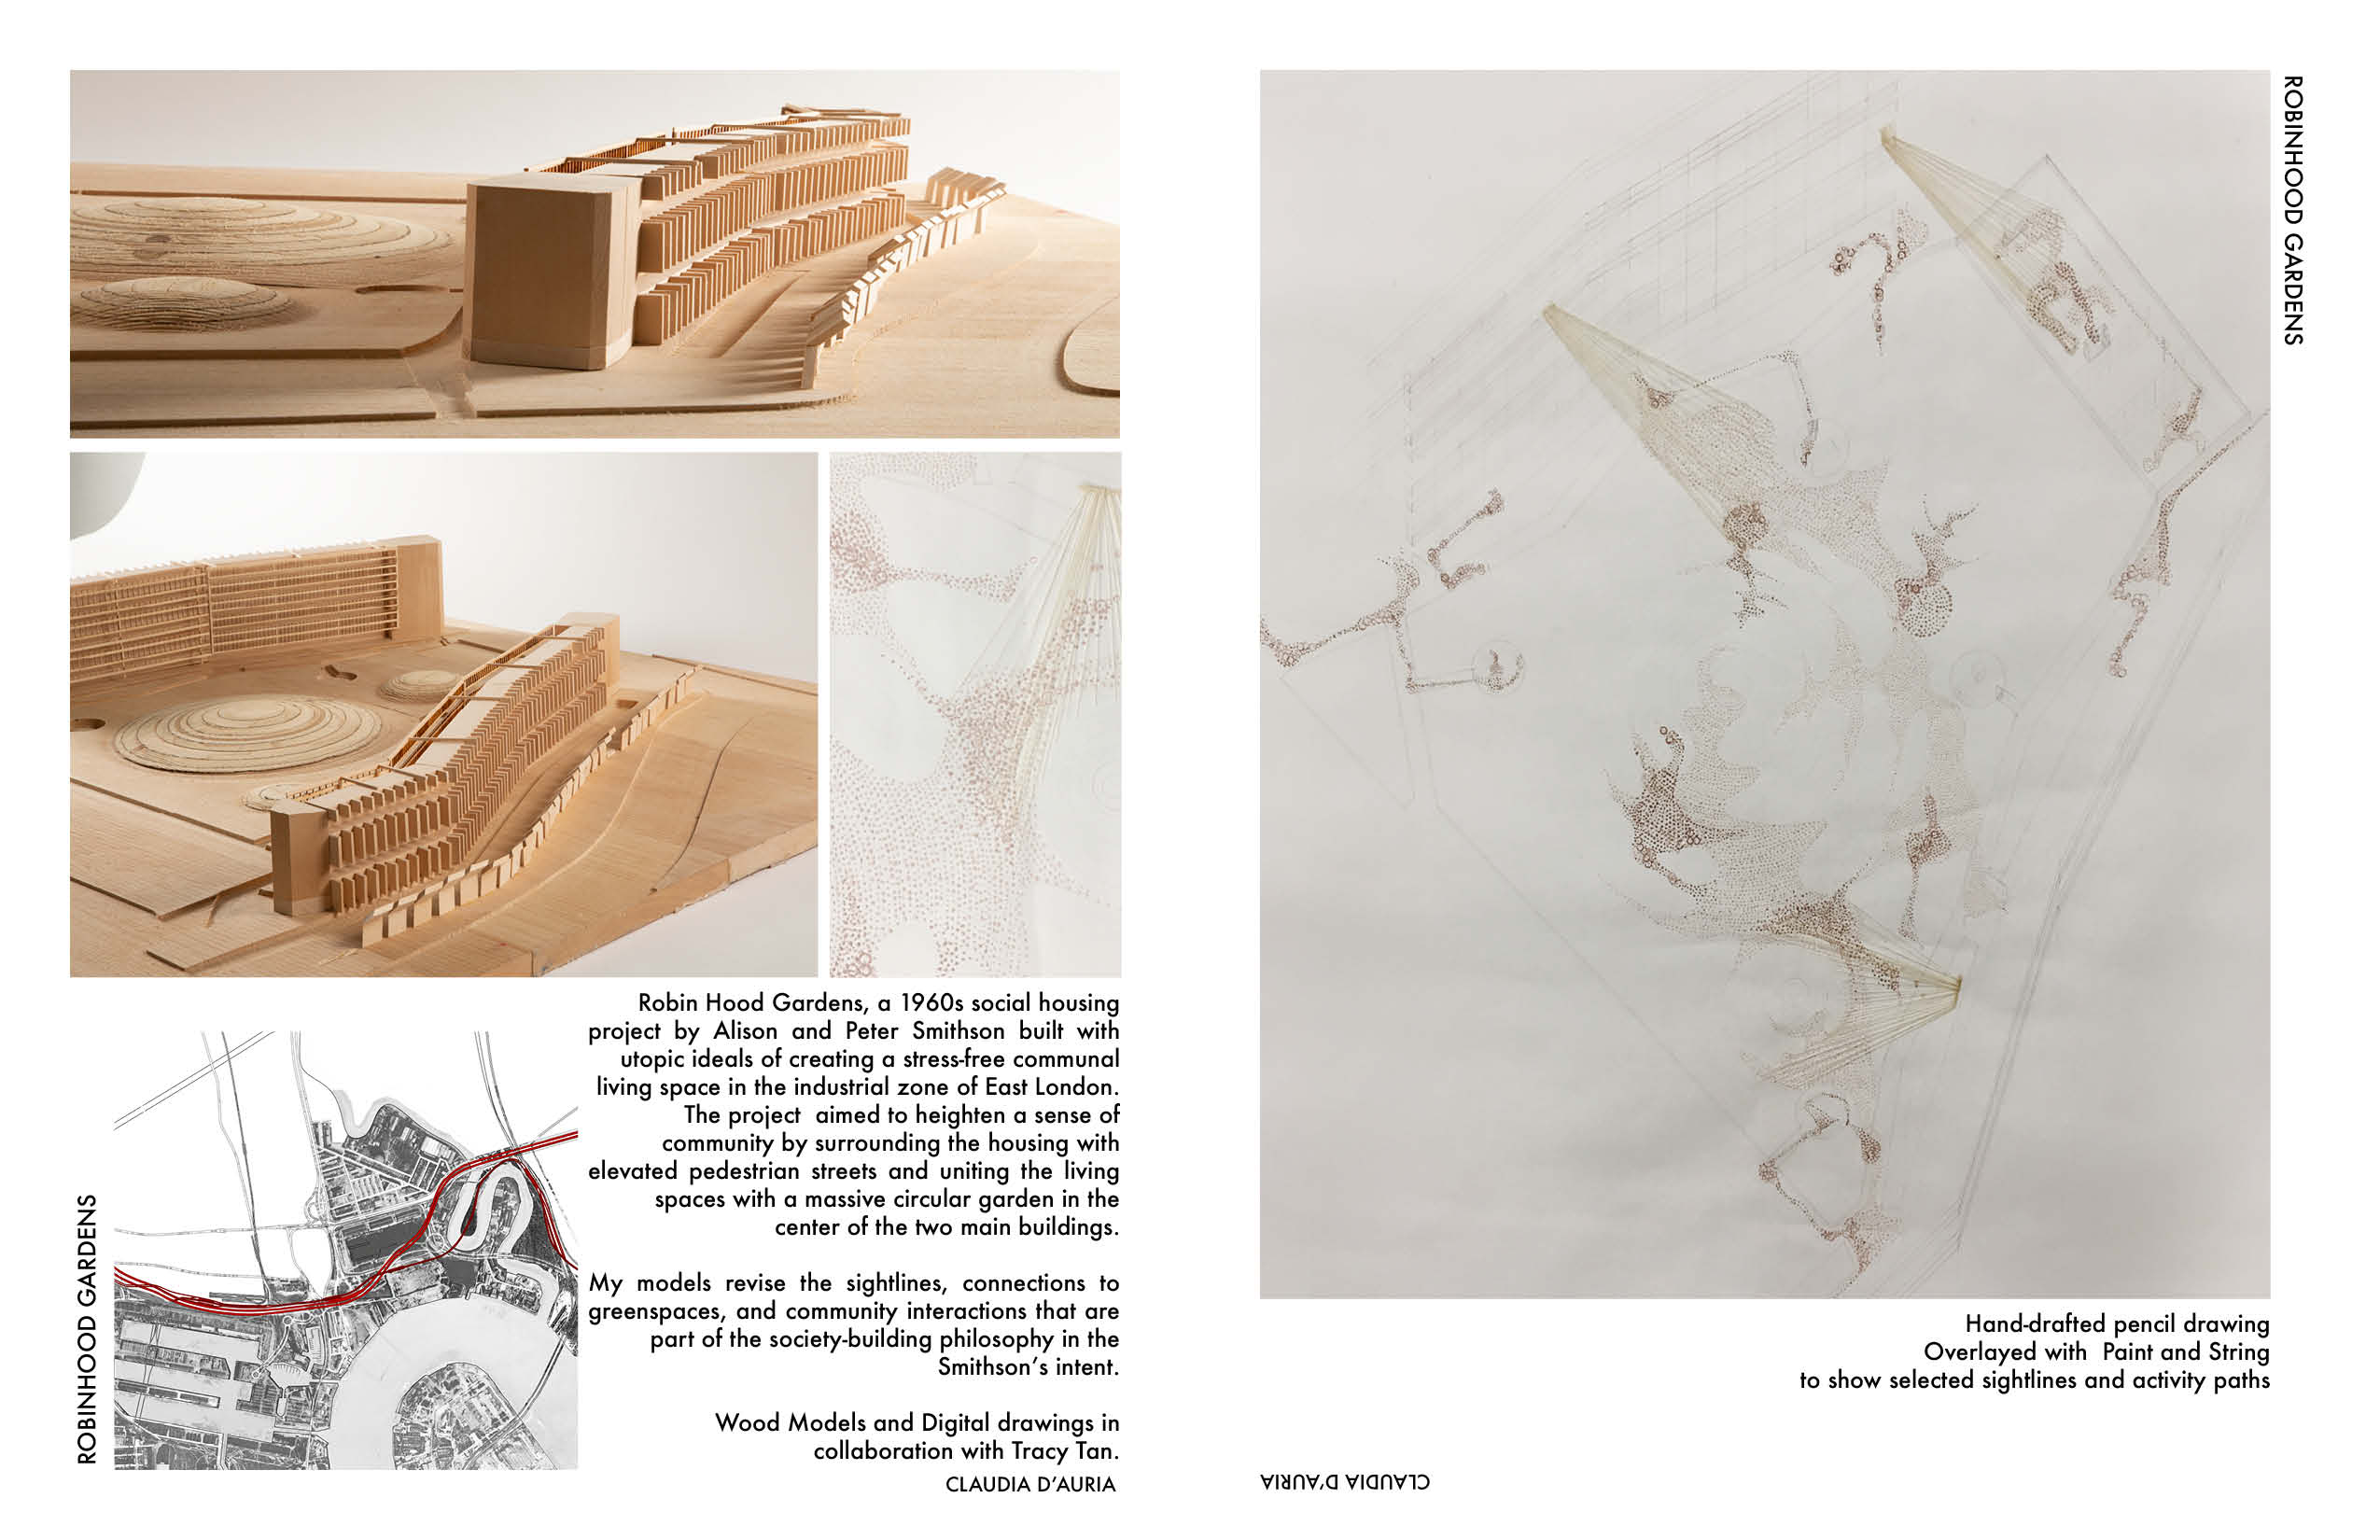 Robin Hood Gardens, a 1960s social housing
project by Alison and Peter Smithson built with
utopic ideals of creating a stress-free communal
living space in the industrial zone of East London.
The project  aimed to heighten a sense of
community by surrounding the housing with
elevated pedestrian streets and uniting the living
spaces with a massive circular garden in the
center of the two main buildings.
My models revise the sightlines, connections to
greenspaces, and community interactions that are
part of the society-building philosophy in the
Smithson's intent.
Wood Models and Digital drawings in
collaboration with Tracy Tan.
ROBINHOOD GARDENS
CLAUDIA D'AURIA
ROBINHOOD GARDENS
Hand-drafted pencil drawing
Overlayed with  Paint and String
to show selected sightlines and activity paths
CLAUDIA D'AURIA